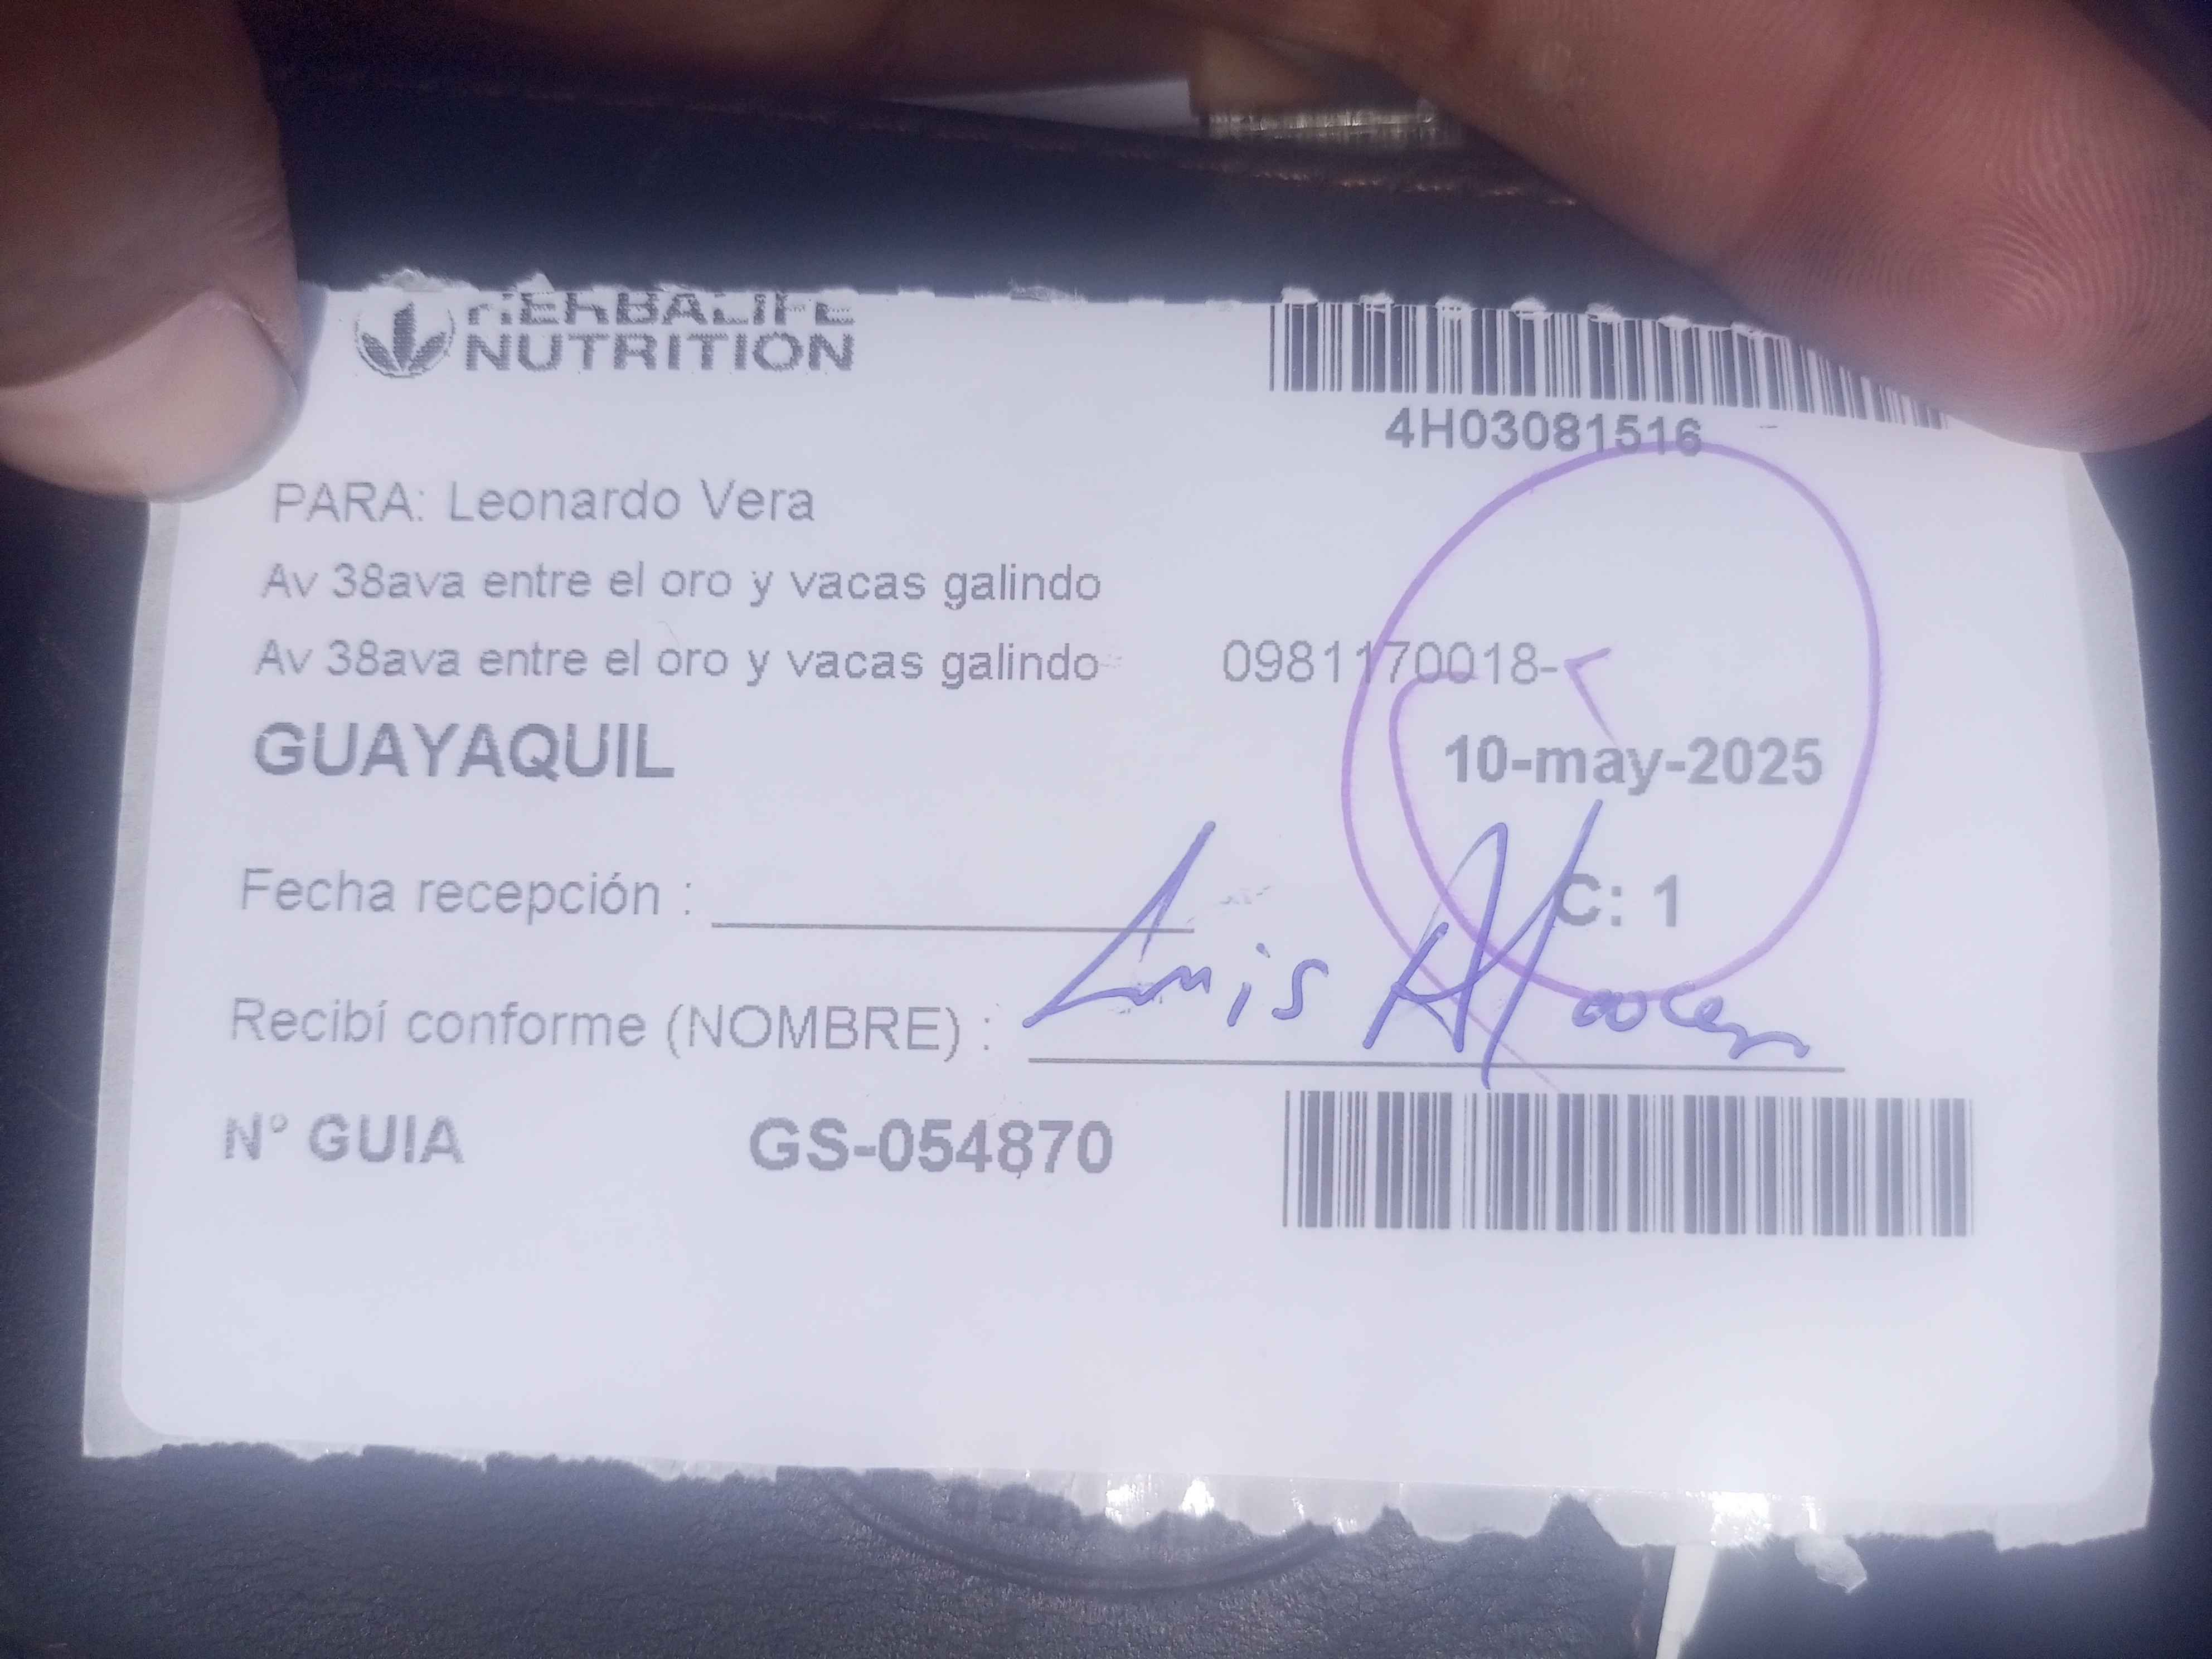 HERBALIFE
NUTRITION
4H03081516
PARA: Leonardo Vera
Av 38ava entre el oro y vacas galindo
Av 38ava entre el oro y vacas galindo 0981170018-
GUAYAQUIL 10-may-2025
Fecha recepción : C: 1
Recibí conforme (NOMBRE) : Luis
N° GUIA GS-054870